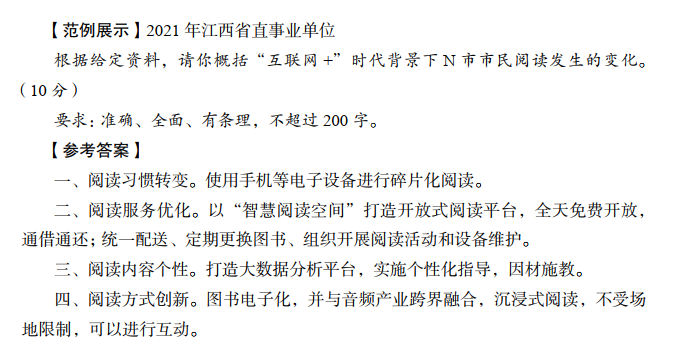 【范例展示】2021 年江西省直事业单位
根据给定资料，请你概括“互联网 +”时代背景下 N 市市民阅读发生的变化。
（10 分）
要求：准确、全面、有条理，不超过 200 字。
【参考答案】
一、阅读习惯转变。使用手机等电子设备进行碎片化阅读。
二、阅读服务优化。以“智慧阅读空间”打造开放式阅读平台，全天免费开放，
通借通还；统一配送、定期更换图书、组织开展阅读活动和设备维护。
三、阅读内容个性。打造大数据分析平台，实施个性化指导，因材施教。
四、阅读方式创新。图书电子化，并与音频产业跨界融合，沉浸式阅读，不受场
地限制，可以进行互动。